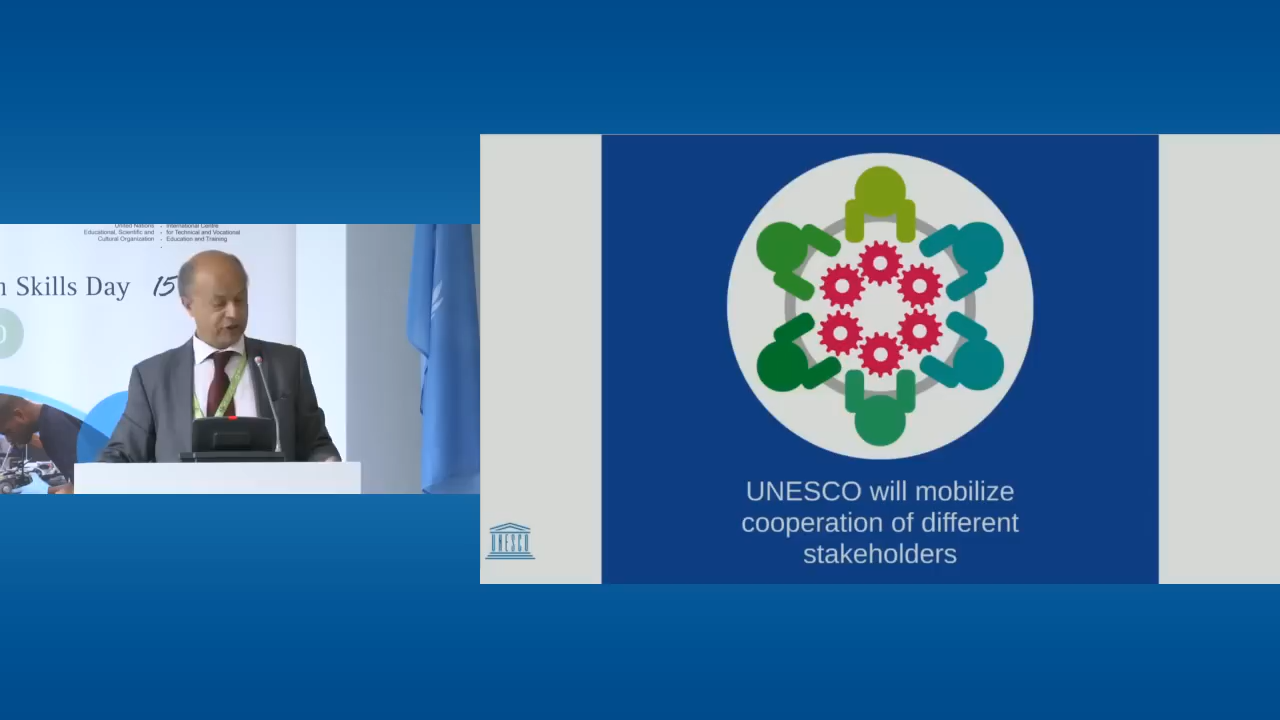 United Nations
Educational, Scientific and
Cultural Organization
International Centre
for Technical and Vocational
Education and Training
Skills Day 15
UNESCO will mobilize
cooperation of different
stakeholders
UNESCO